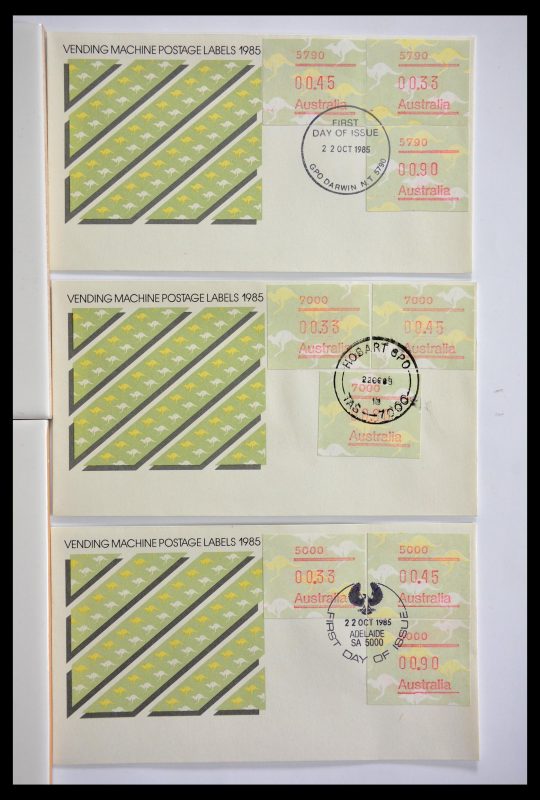 VENDING MACHINE POSTAGE LABELS 1985
5790
00.45
Australia
5790
00.33
Australia
5790
00.90
Australia
FIRST
DAY OF ISSUE
22 OCT 1985
GPO DARWIN N.T. 5790
VENDING MACHINE POSTAGE LABELS 1985
7000
00.33
Australia
7000
00.45
Australia
7000
Australia
HOBART GPO
TAS - 7000
VENDING MACHINE POSTAGE LABELS 1985
5000
00.33
Australia
5000
00.45
Australia
5000
00.90
Australia
22 OCT 1985
ADELAIDE
SA 5000
FIRST DAY OF ISSUE